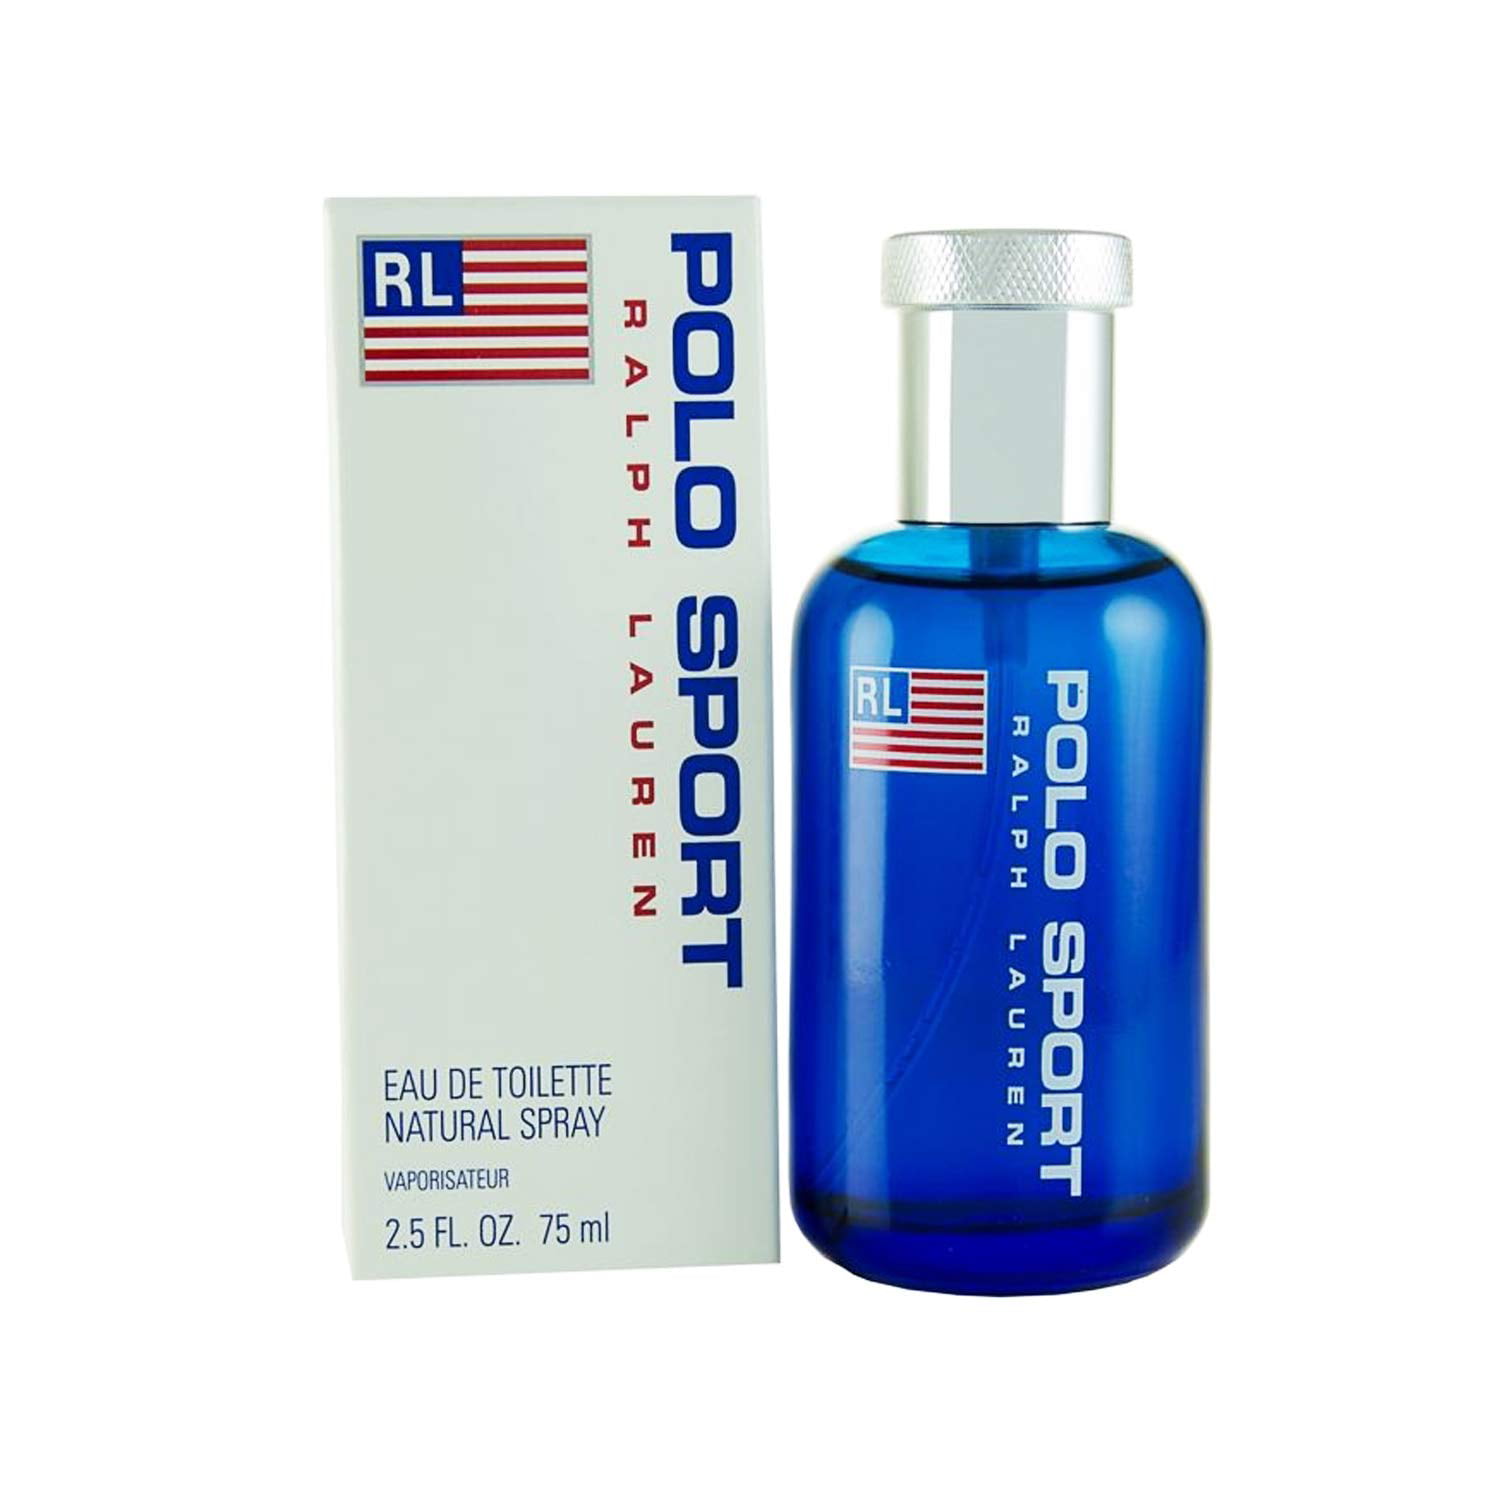 RL
POLO SPORT
RALPH LAUREN
EAU DE TOILETTE
NATURAL SPRAY
VAPORISATEUR
2.5 FL. OZ. 75 ml
RL
POLO SPORT
RALPH LAUREN